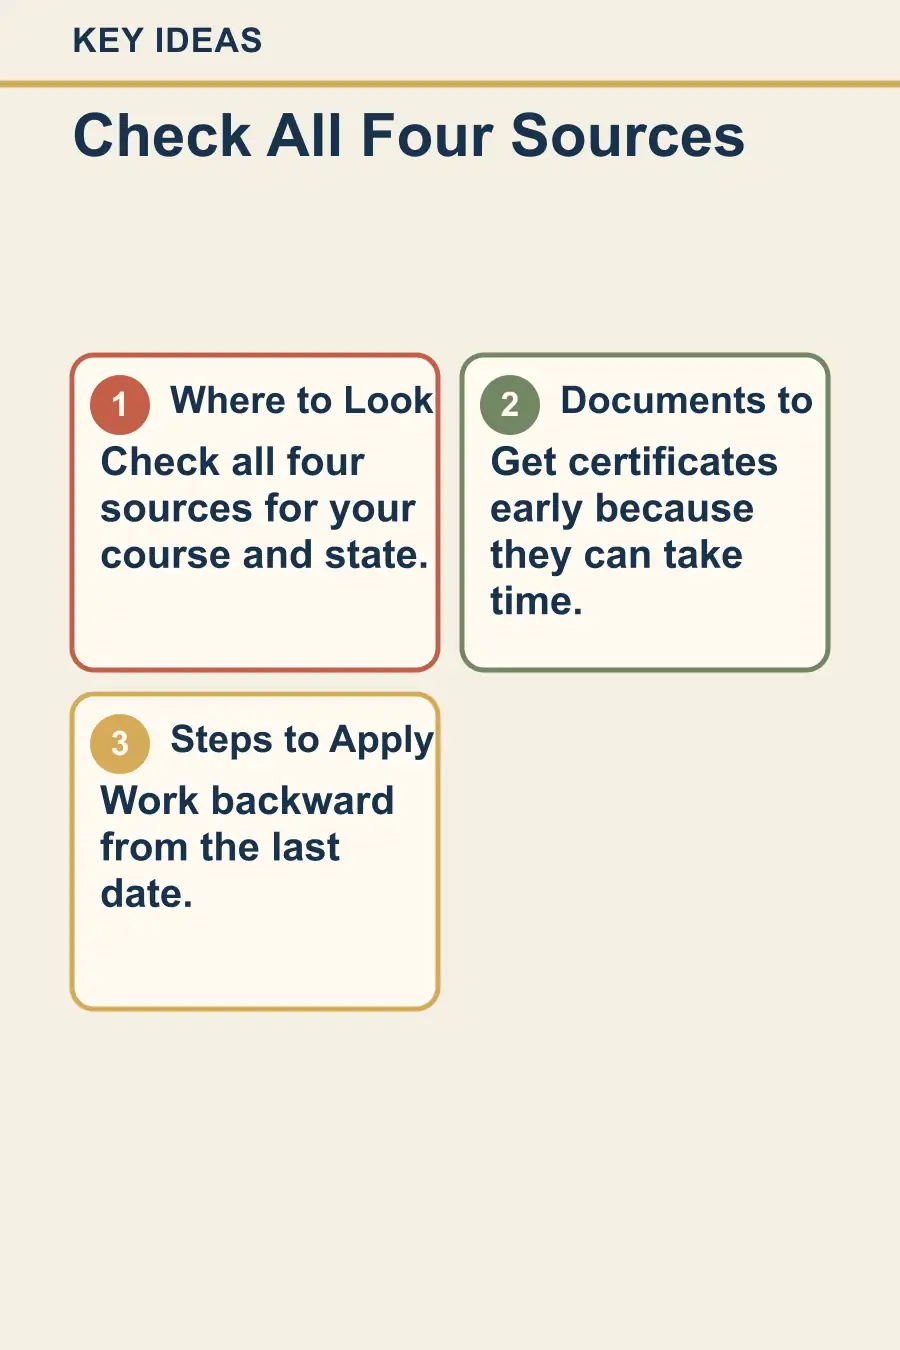 KEY IDEAS
Check All Four Sources
1 Where to Look
Check all four
sources for your
course and state.
2 Documents to
Get certificates
early because
they can take
time.
3 Steps to Apply
Work backward
from the last
date.